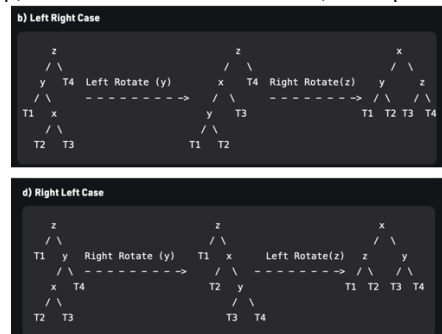 b) Left Right Case
z z x
/ \ / \ / \
y T4 Left Rotate (y) x T4 Right Rotate(z) y z
/ \ - - - - - - - - -> / \ - - - - - - - -> / \ / \
T1 x y T3 T1 T2 T3 T4
/ \ / \
T2 T3 T1 T2
d) Right Left Case
z z x
/ \ / \ / \
T1 y Right Rotate (y) T1 x Left Rotate(z) z y
/ \ - - - - - - - - -> / \ - - - - - - - -> / \ / \
x T4 T2 y T1 T2 T3 T4
/ \ / \
T2 T3 T3 T4